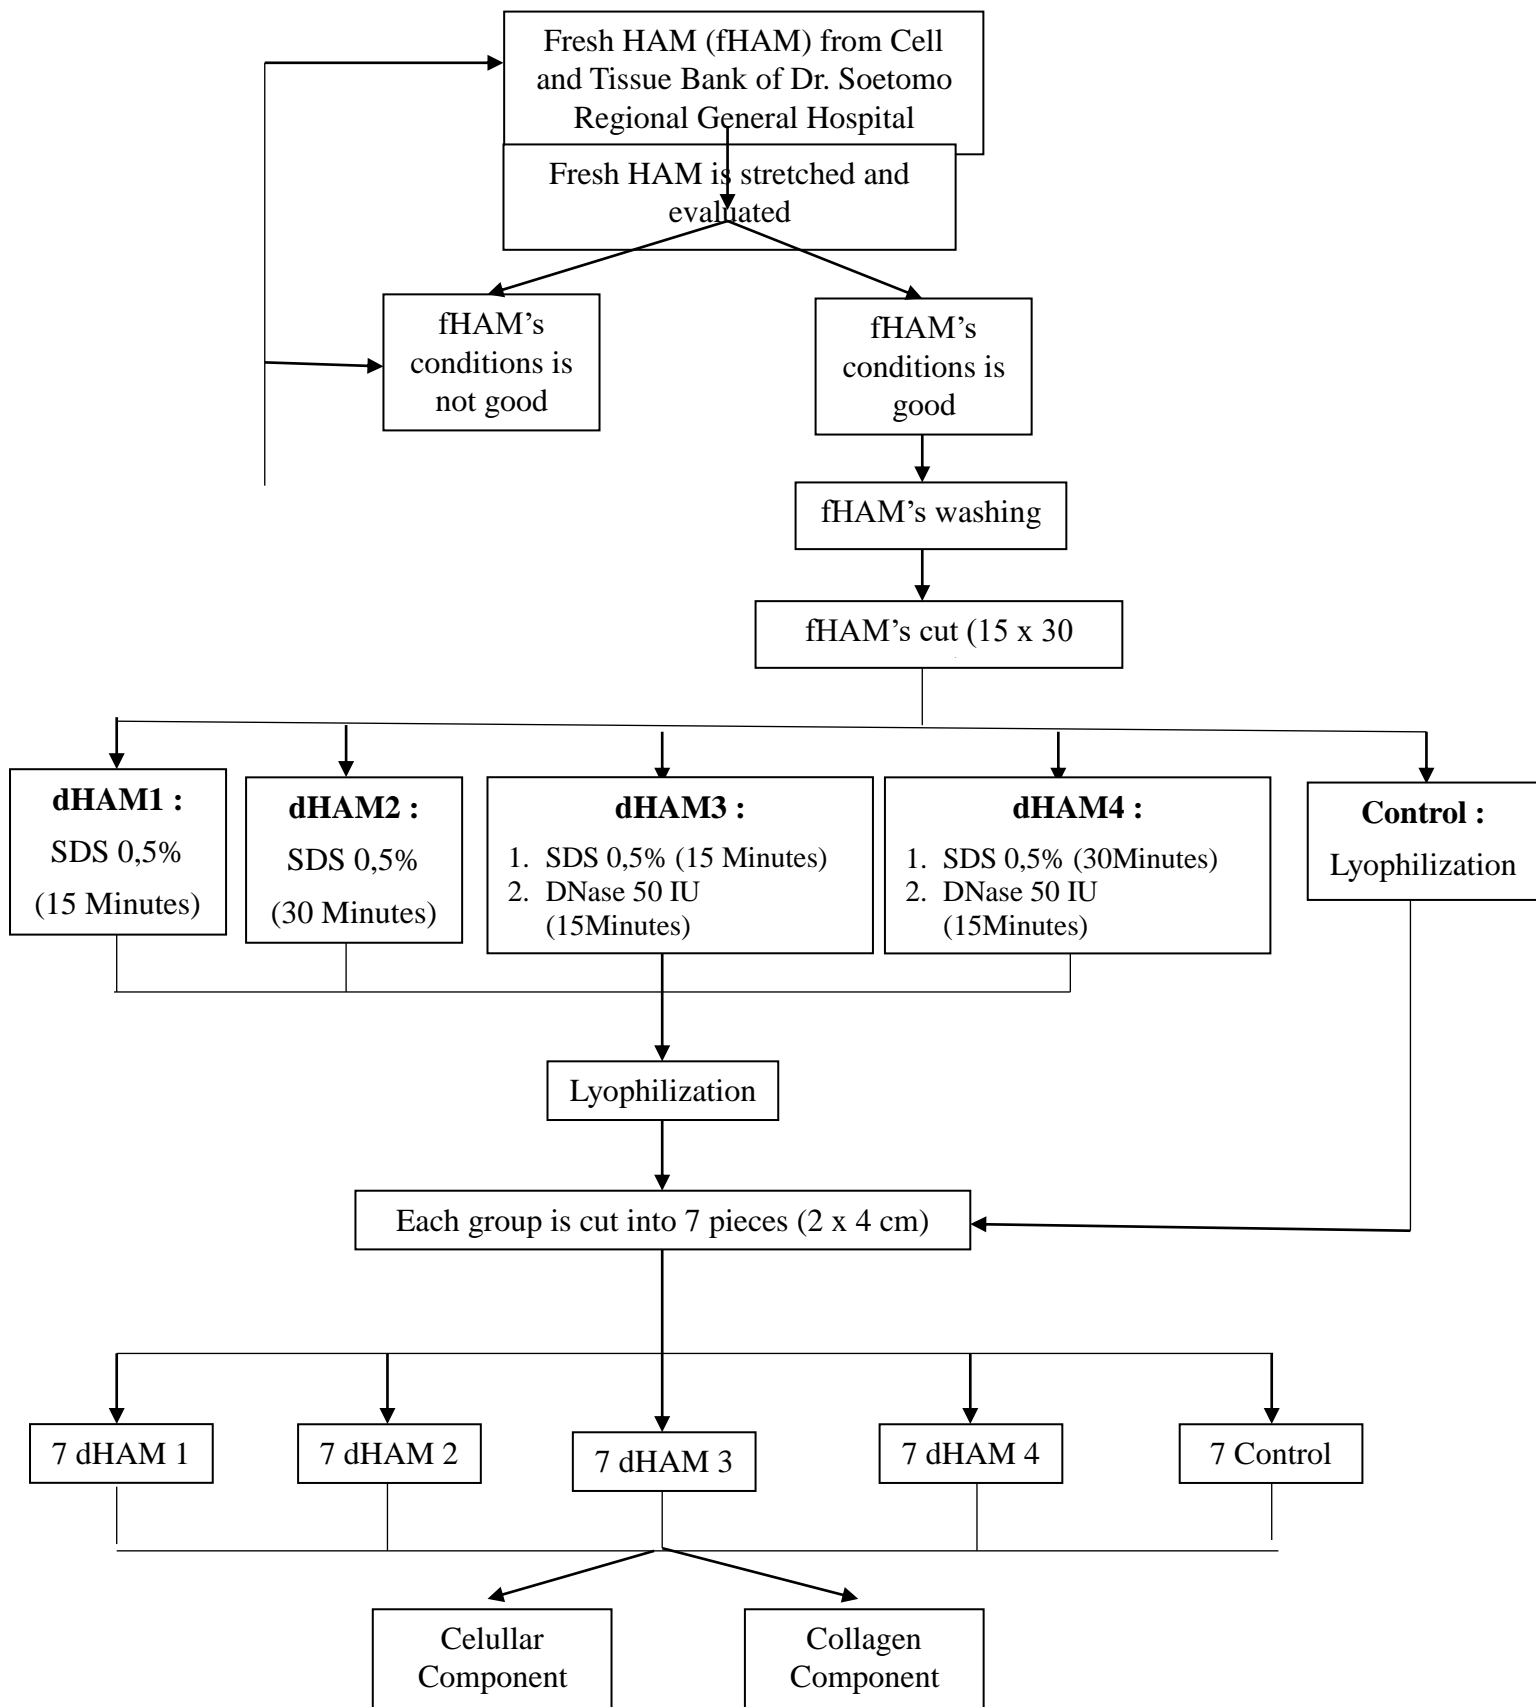 Fresh HAM (fHAM) from Cell
and Tissue Bank of Dr. Soetomo
Regional General Hospital
Fresh HAM is stretched and
evaluated
fHAM’s
conditions is
not good
fHAM’s
conditions is
good
fHAM’s washing
fHAM’s cut (15 x 30
dHAM1 :
SDS 0,5%
(15 Minutes)
dHAM2 :
SDS 0,5%
(30 Minutes)
dHAM3 :
1. SDS 0,5% (15 Minutes)
2. DNase 50 IU
(15Minutes)
dHAM4 :
1. SDS 0,5% (30Minutes)
2. DNase 50 IU
(15Minutes)
Control :
Lyophilization
Lyophilization
Each group is cut into 7 pieces (2 x 4 cm)
7 dHAM 1
7 dHAM 2
7 dHAM 3
7 dHAM 4
7 Control
Celullar
Component
Collagen
Component